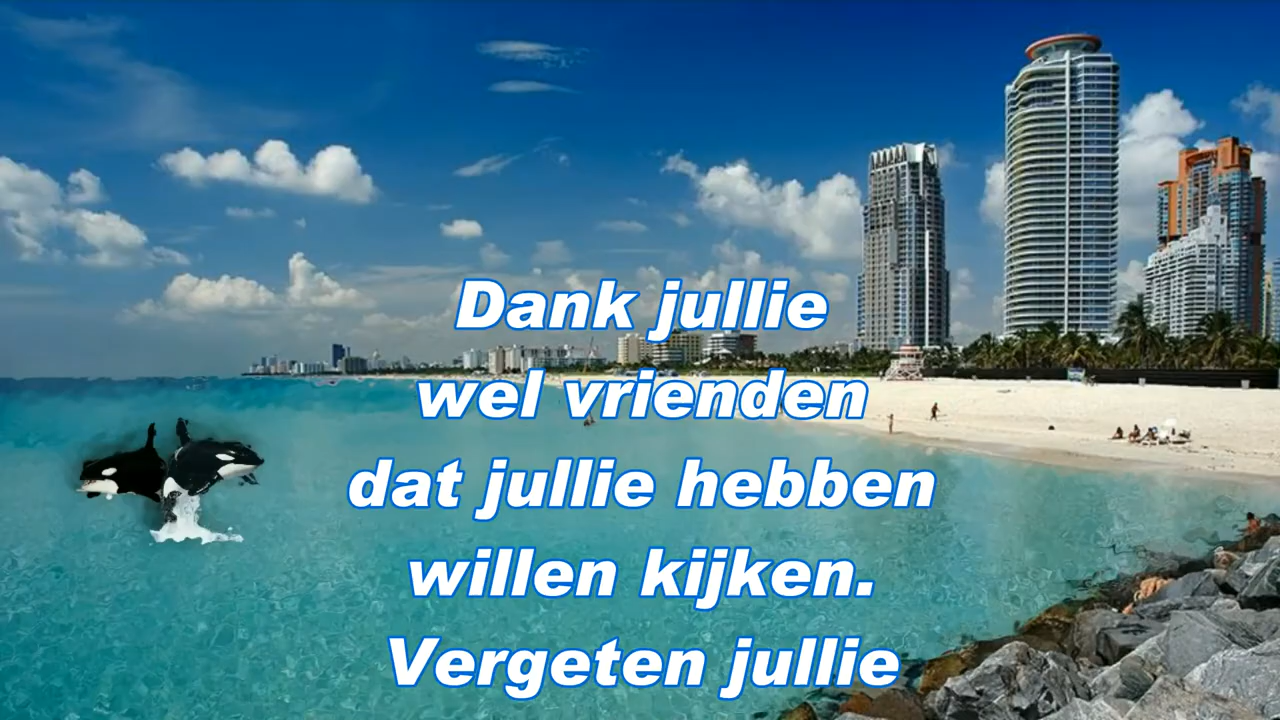 Dank jullie
wel vrienden
dat jullie hebben
willen kijken.
Vergeten jullie